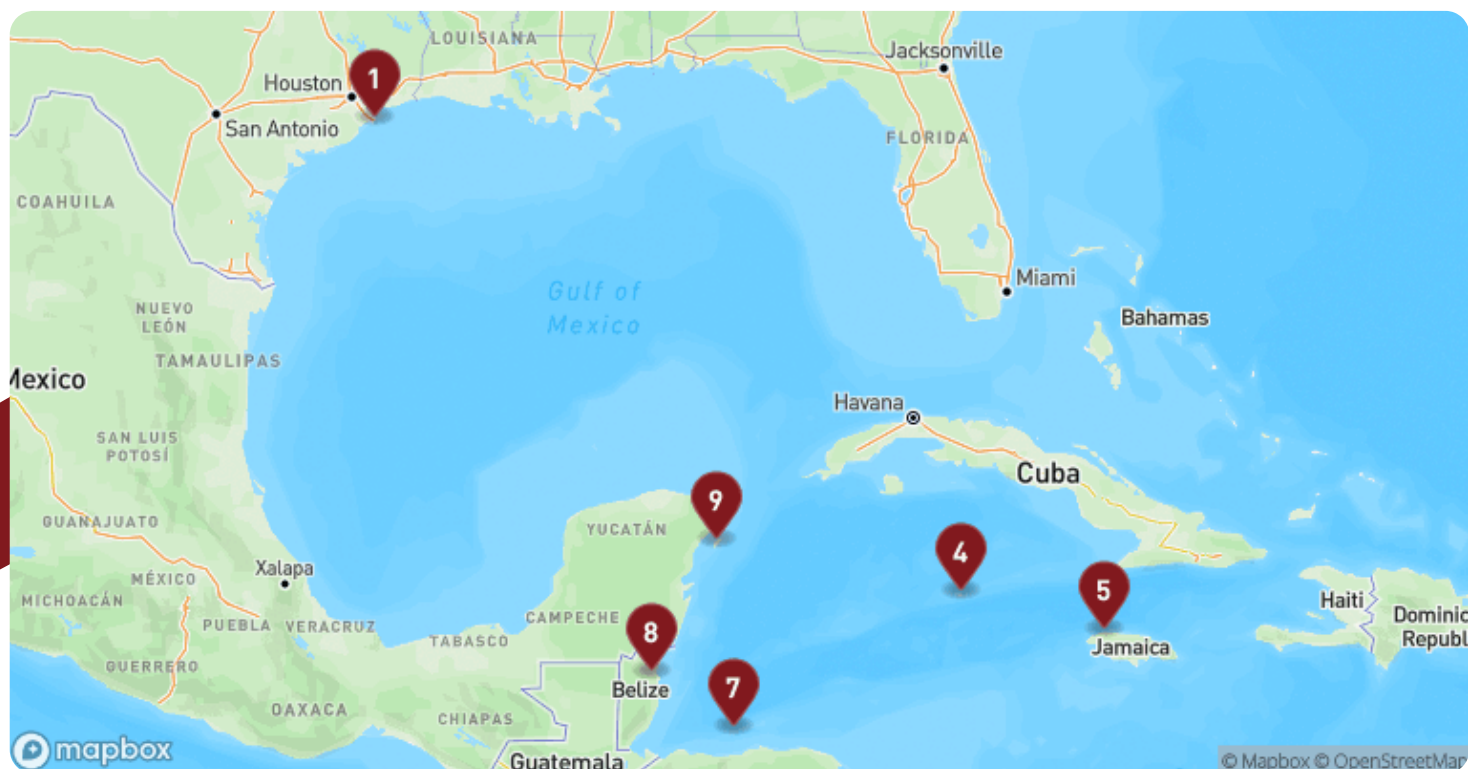 LOUISIANA
Jacksonville
Houston
1
San Antonio
FLORIDA
COAHUILA
Miami
Gulf of
Mexico
NUEVO
LEÓN
Bahamas
TAMAULIPAS
Mexico
Havana
SAN LUIS
POTOSÍ
Cuba
9
GUANAJUATO
YUCATÁN
4
Xalapa
MÉXICO
5
MICHOACÁN
Haiti
PUEBLA
VERACRUZ
CAMPECHE
Dominic
Republ
8
TABASCO
Jamaica
GUERRERO
Belize
7
OAXACA
CHIAPAS
mapbox
Guatemala
© Mapbox © OpenStreetMap